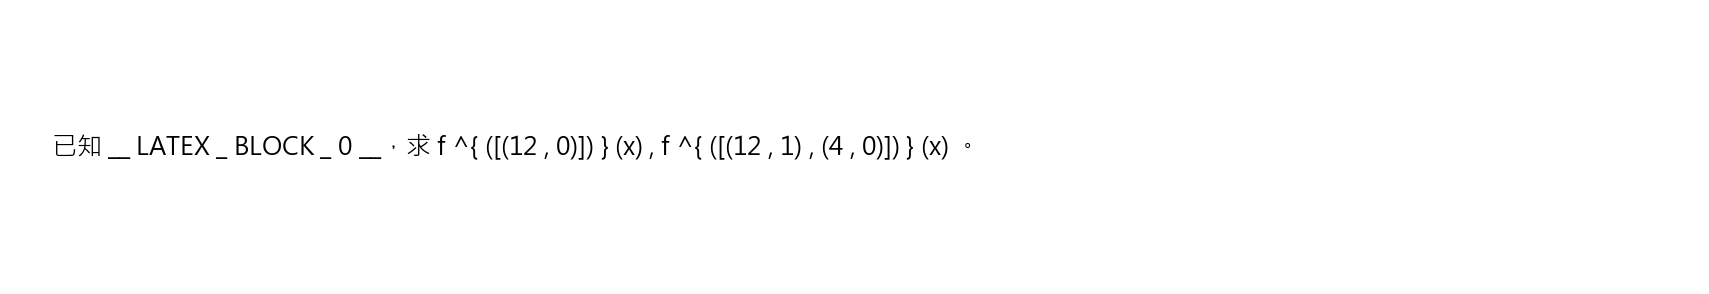 已知 __ LATEX _ BLOCK _ 0 __，求 f ^{ ([(12 , 0)]) } (x) , f ^{ ([(12 , 1) , (4 , 0)]) } (x) 。